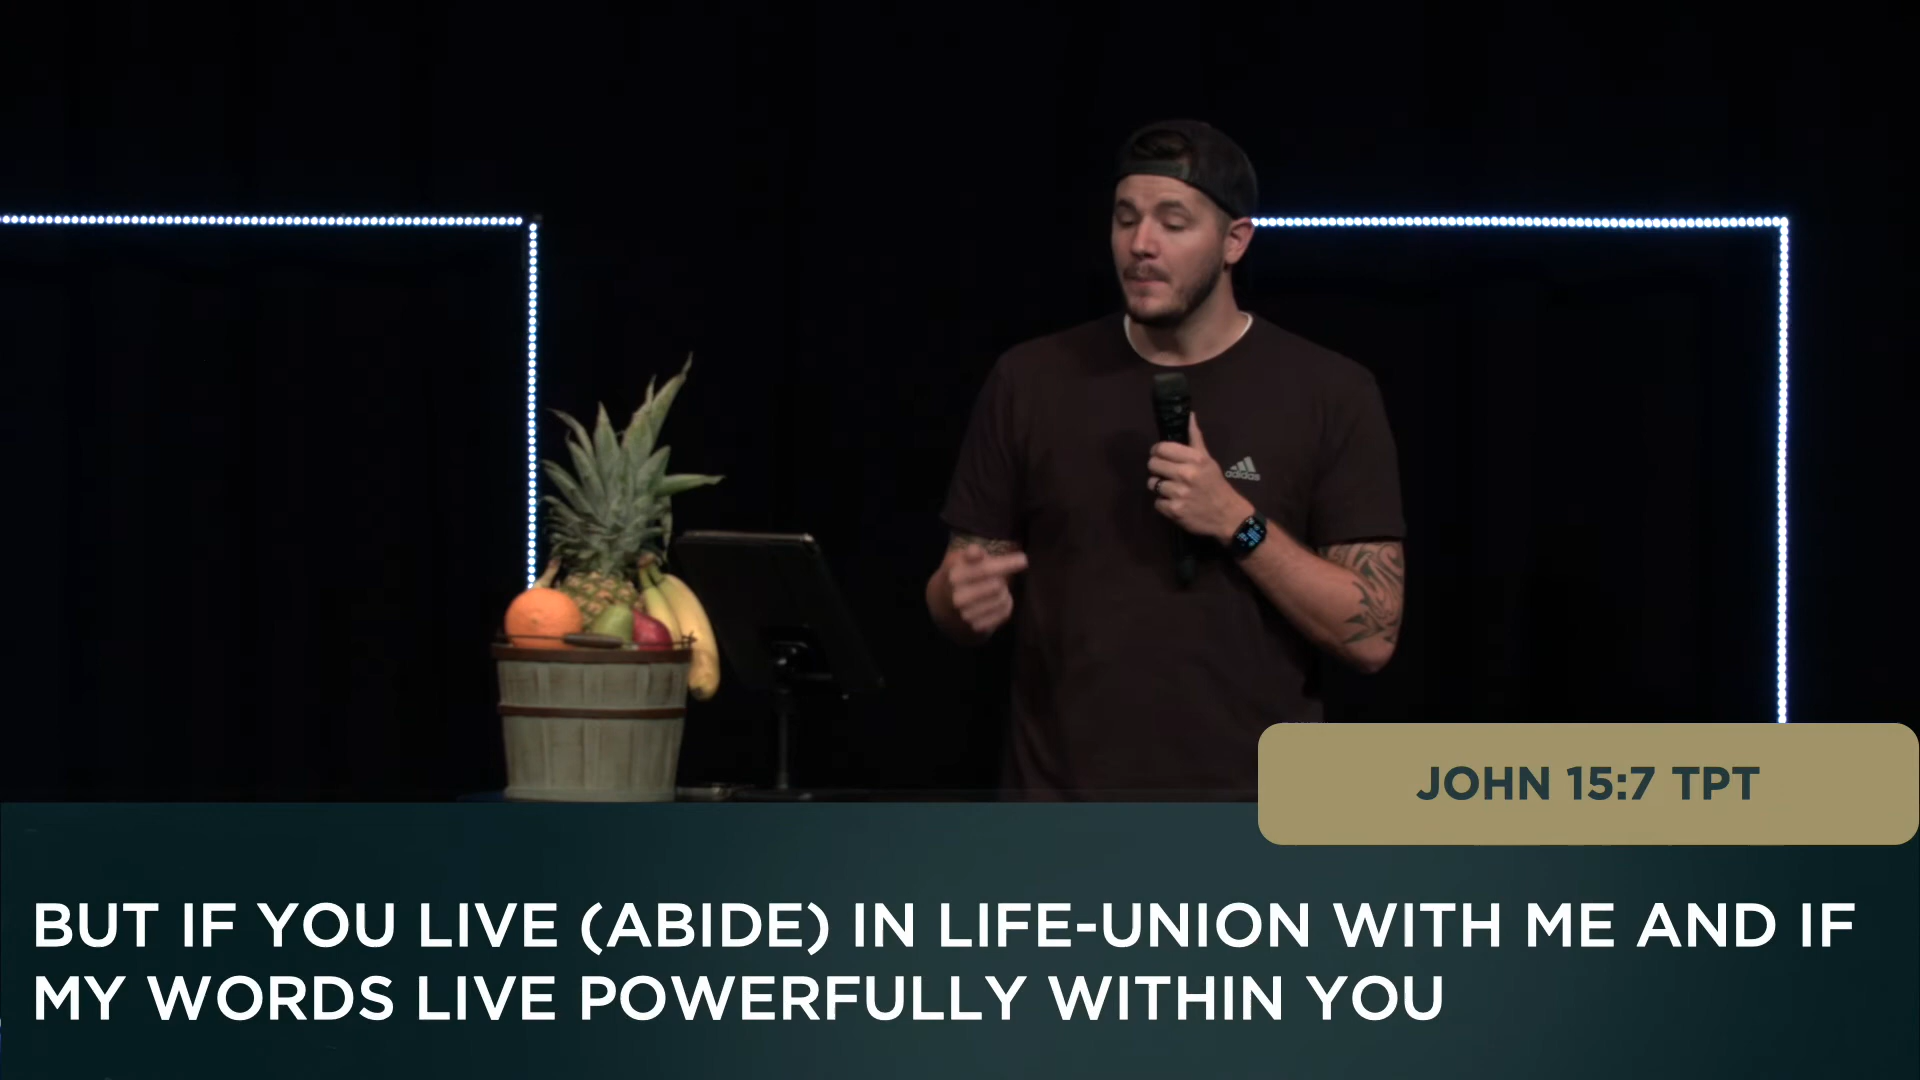 adidas
JOHN 15:7 TPT
BUT IF YOU LIVE (ABIDE) IN LIFE-UNION WITH ME AND IF
MY WORDS LIVE POWERFULLY WITHIN YOU